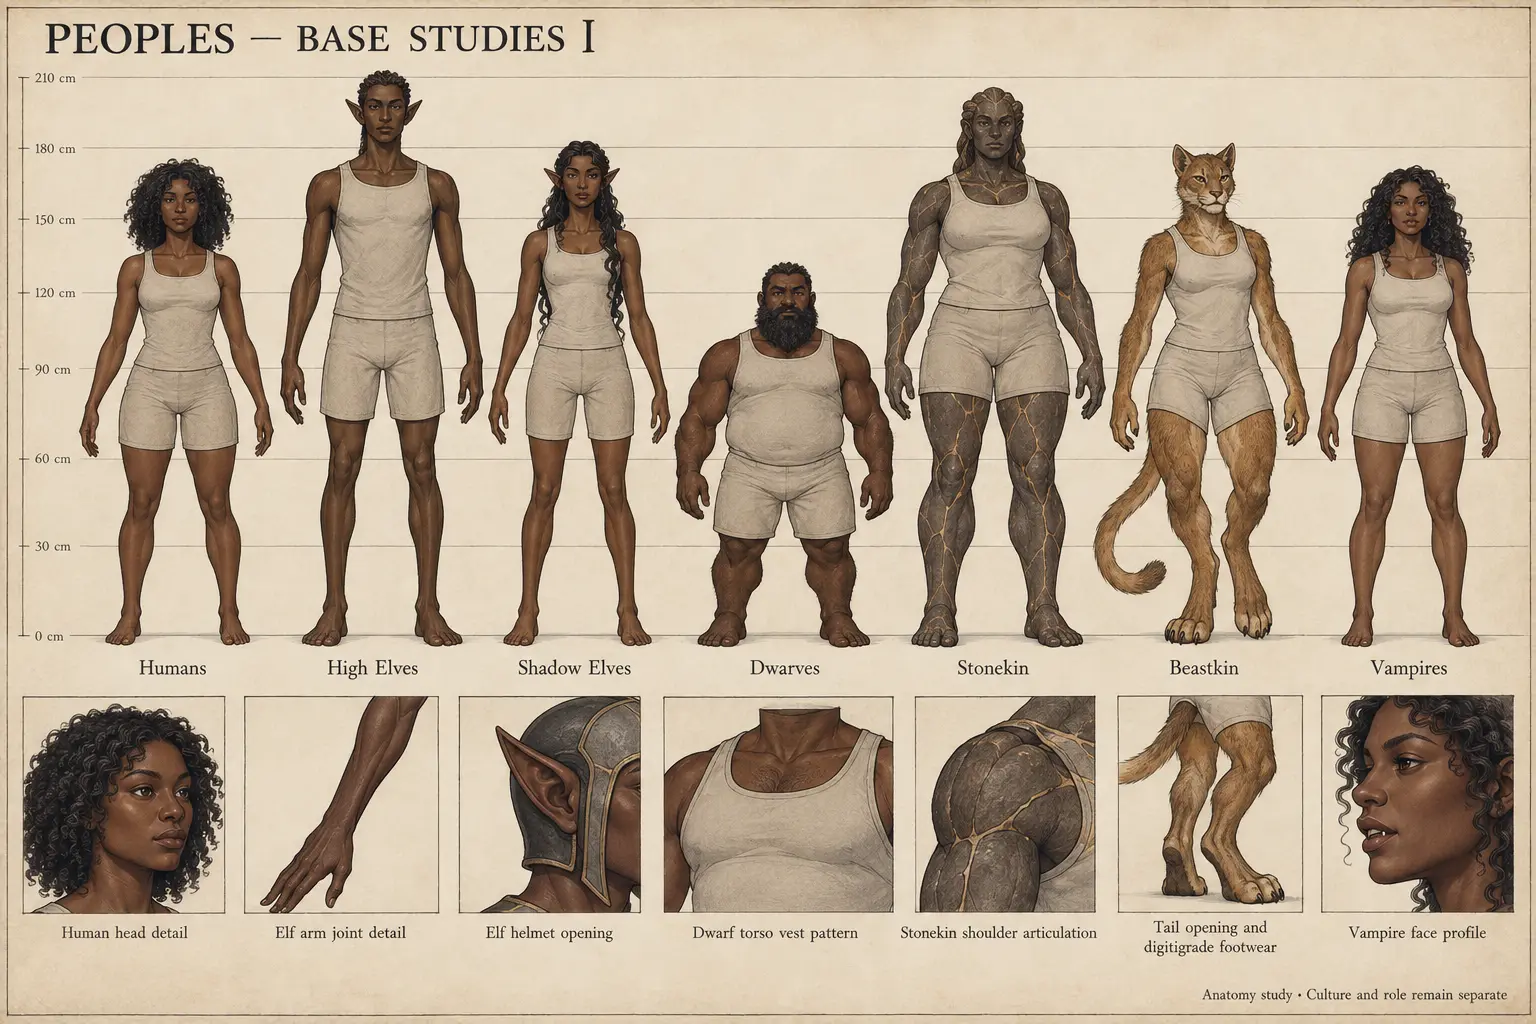 PEOPLES — BASE STUDIES I
210 cm
180 cm
150 cm
120 cm
90 cm
60 cm
30 cm
0 cm
Humans
High Elves
Shadow Elves
Dwarves
Stonekin
Beastkin
Vampires
Human head detail
Elf arm joint detail
Elf helmet opening
Dwarf torso vest pattern
Stonekin shoulder articulation
Tail opening and
digitigrade footwear
Vampire face profile
Anatomy study • Culture and role remain separate